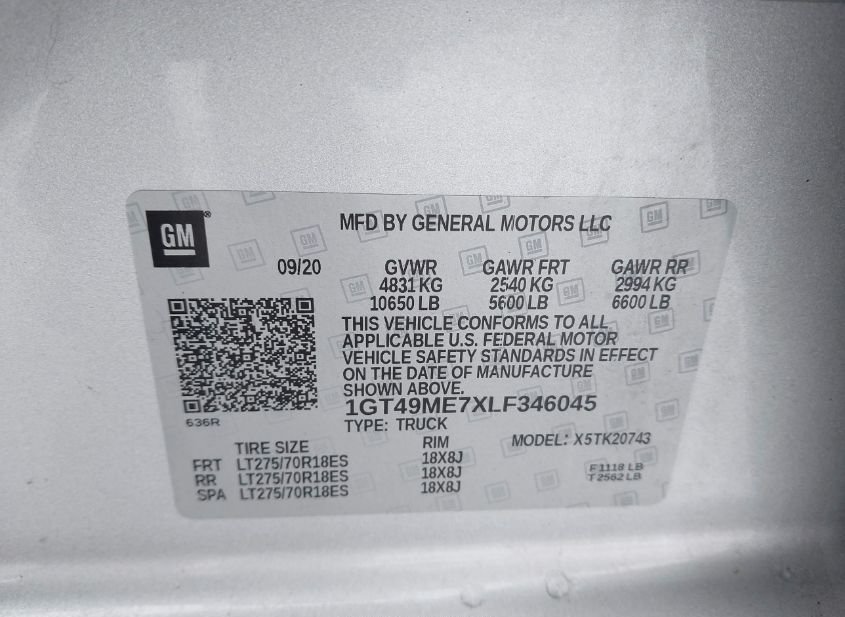 GM®
MFD BY GENERAL MOTORS LLC
09/20 GVWR GAWR FRT GAWR RR
4831 KG 2540 KG 2994 KG
10650 LB 5600 LB 6600 LB
THIS VEHICLE CONFORMS TO ALL
APPLICABLE U.S. FEDERAL MOTOR
VEHICLE SAFETY STANDARDS IN EFFECT
ON THE DATE OF MANUFACTURE
SHOWN ABOVE.
1GT49ME7XLF346045
636R
TYPE: TRUCK
TIRE SIZE RIM MODEL: X5TK20743
FRT LT275/70R18ES 18X8J
RR LT275/70R18ES 18X8J
SPA LT275/70R18ES 18X8J
F 1118 LB
T 2562 LB